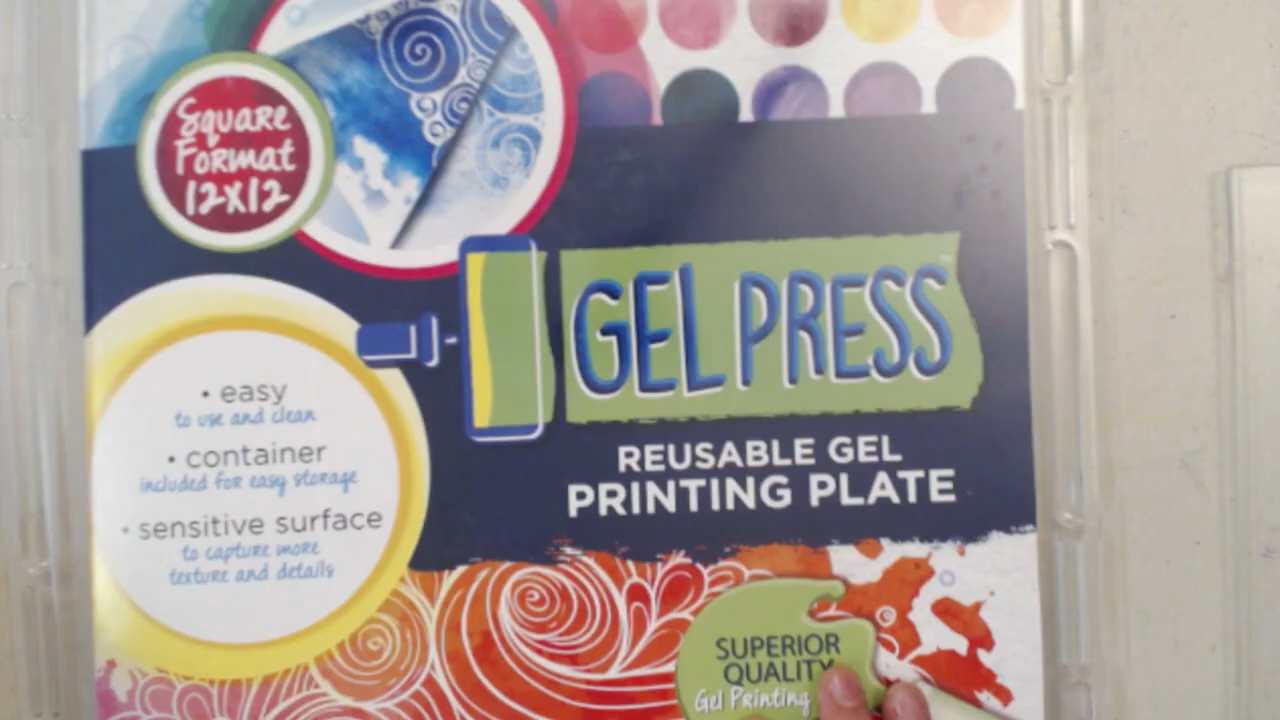 Square
Format
12x12
GEL PRESS
REUSABLE GEL
PRINTING PLATE
• easy
to use and clean
• container
included for easy storage
• sensitive surface
to capture more
texture and details
SUPERIOR
QUALITY
Gel Printing